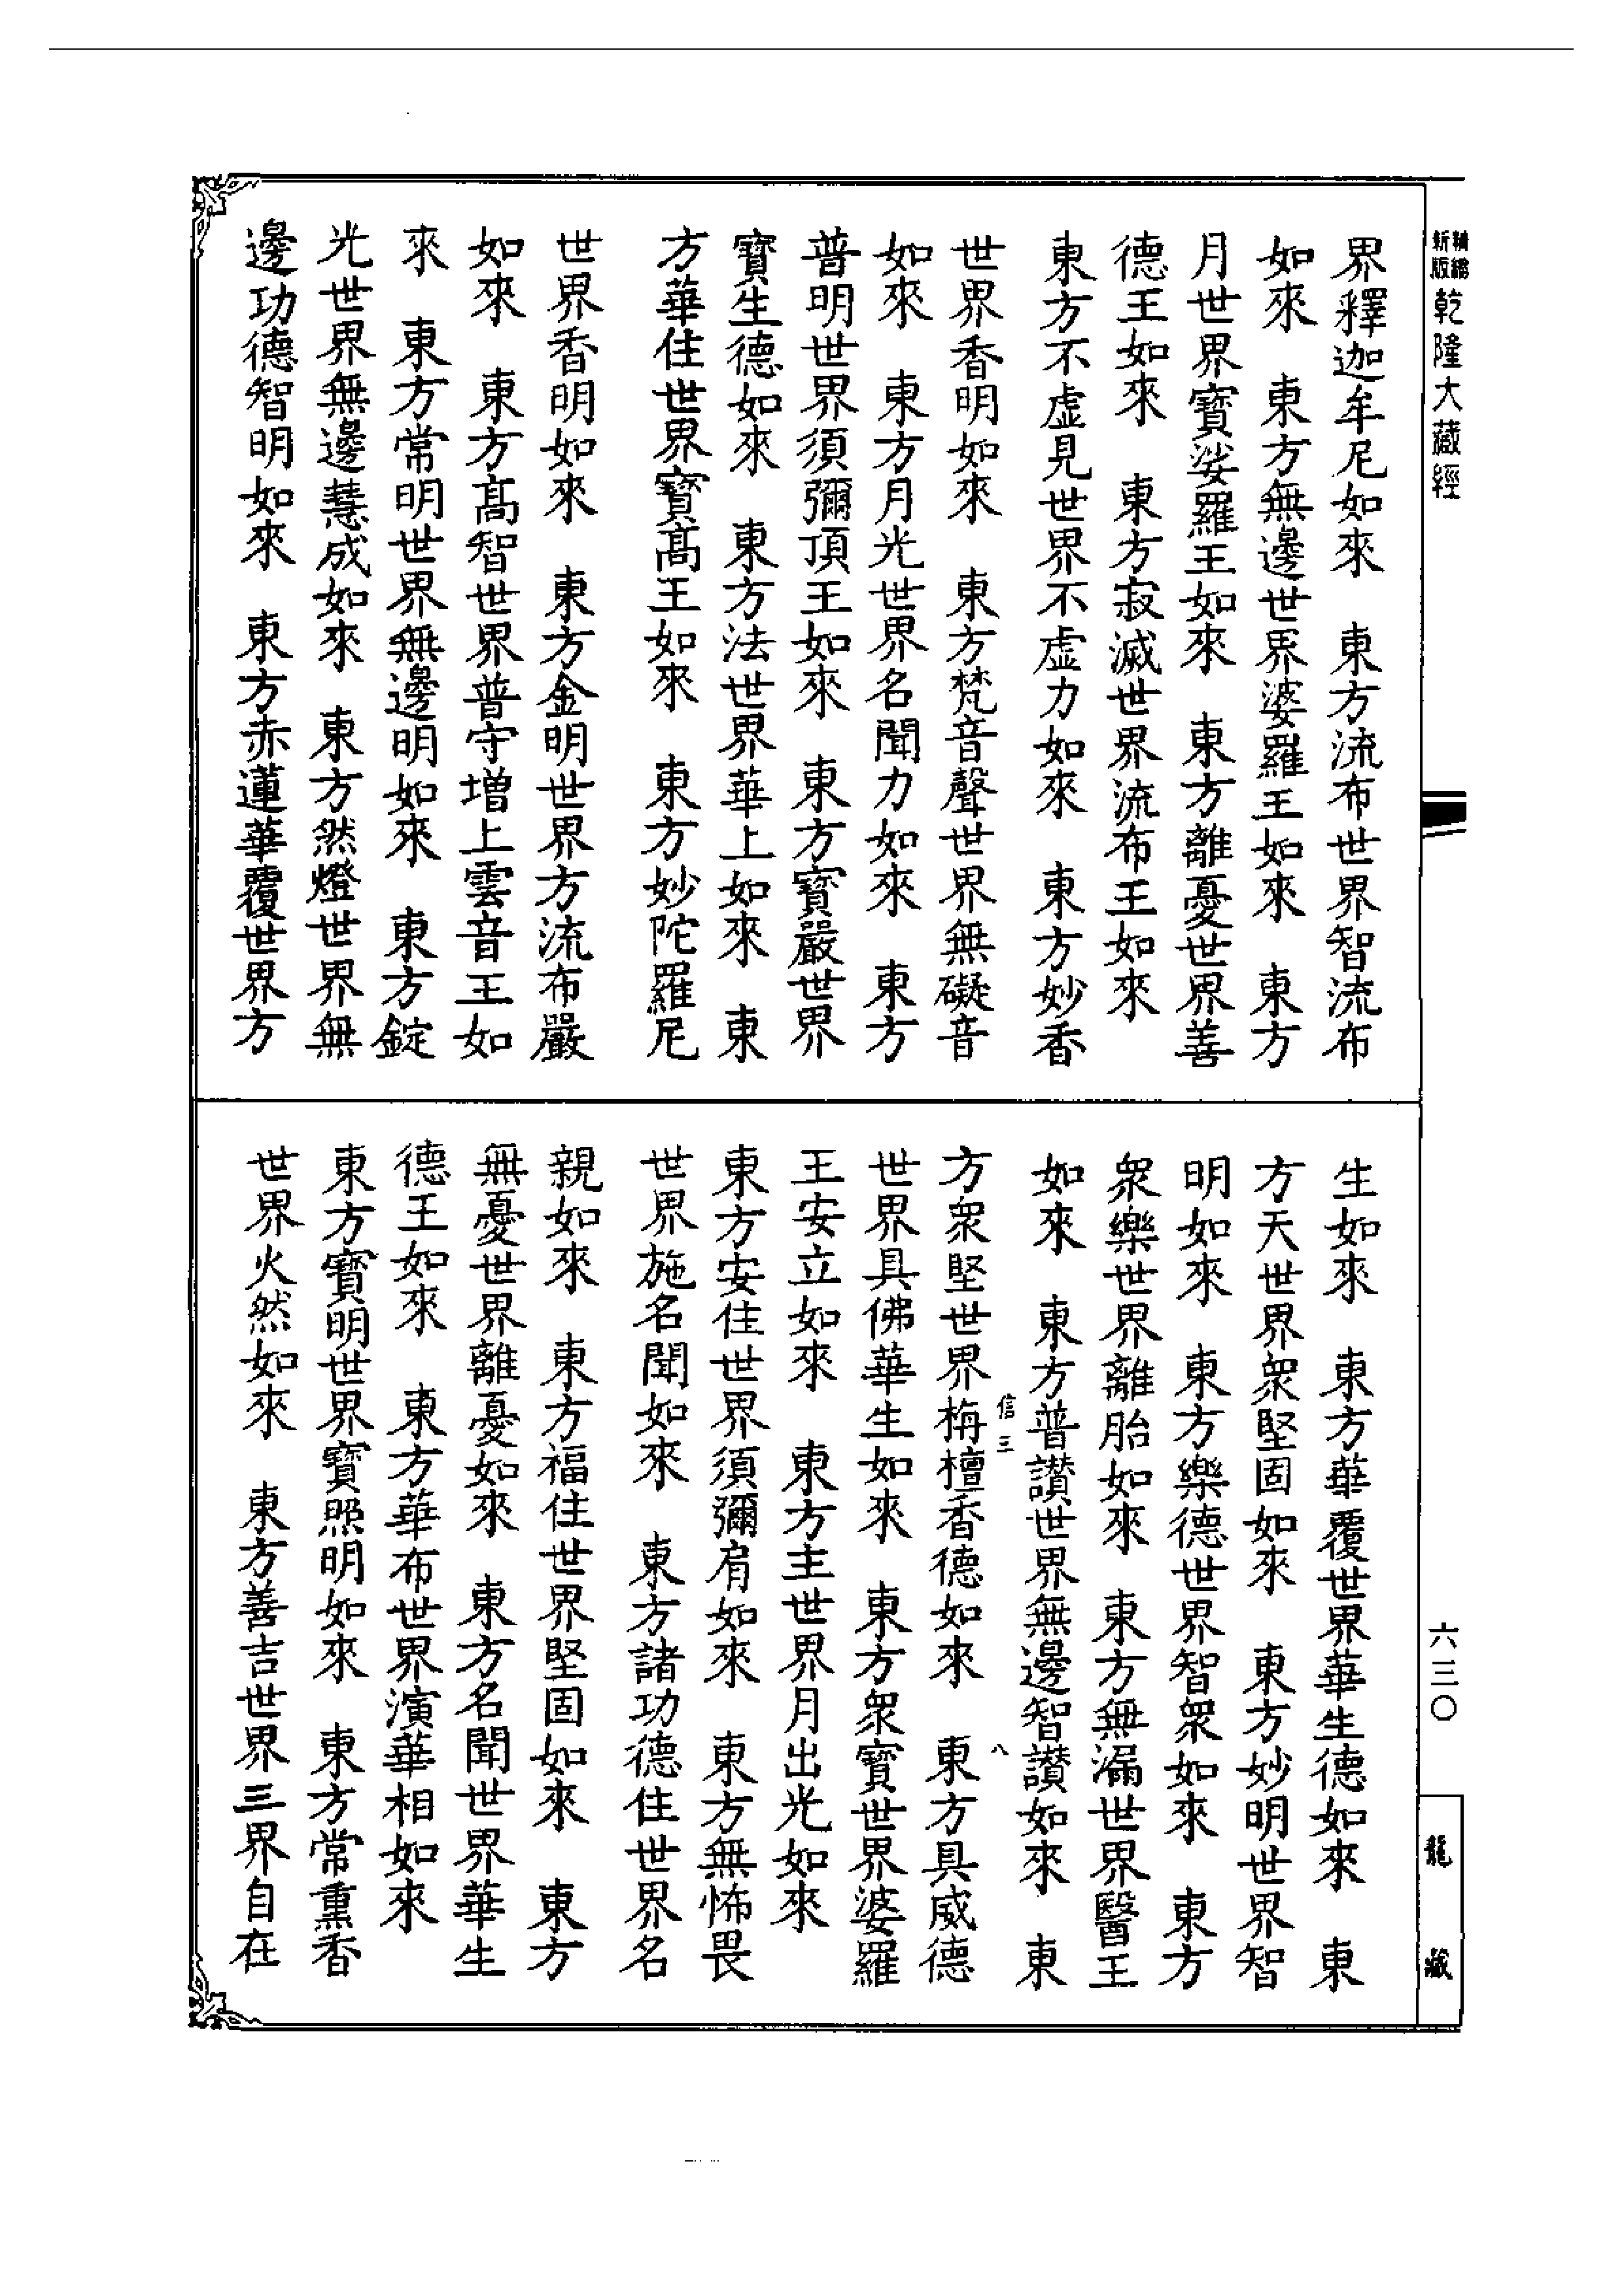 精縮
新版
乾隆大藏經
界釋迦牟尼如來　東方流布世界智流布
如來　東方無邊世界婆羅王如來　東方
月世界寶娑羅王如來　東方離憂世界善
德王如來　東方寂滅世界流布王如來
東方不虛見世界不虛力如來　東方妙香
世界香明如來　東方梵音聲世界無礙音
如來　東方月光世界名聞力如來　東方
普明世界須彌頂王如來　東方寶嚴世界
寶生德如來　東方法世界華上如來　東
方華住世界寶髙王如來　東方妙陀羅尼
世界香明如來　東方金明世界方流布嚴
如來　東方髙智世界普守增上雲音王如
來　東方常明世界無邊明如來　東方錠
光世界無邊慧成如來　東方然燈世界無
邊功德智明如來　東方赤蓮華覆世界方
生如來　東方華覆世界華生德如來　東
方天世界衆堅固如來　東方妙明世界智
明如來　東方樂德世界智衆如來　東方
衆樂世界離胎如來　東方無漏世界醫王
如來　東方普讚世界無邊智讚如來　東
信三
八
方衆堅世界栴檀香德如來　東方具威德
世界具佛華生如來　東方衆寶世界婆羅
王安立如來　東方主世界月出光如來
東方安住世界須彌肩如來　東方無怖畏
世界施名聞如來　東方諸功德住世界名
親如來　東方福住世界堅固如來　東方
無憂世界離憂如來　東方名聞世界華生
德王如來　東方華布世界演華相如來
東方寶明世界寶照明如來　東方常熏香
世界火然如來　東方善吉世界三界自在
六三〇
龍藏